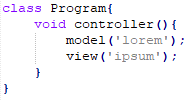 class Program{
    void controller(){
        model('lorem');
        view('ipsum');
    }
}